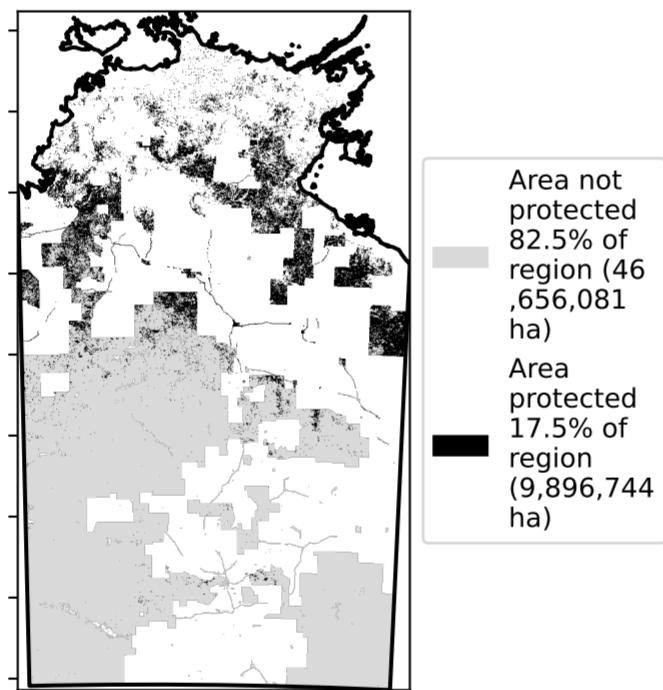 Area not
protected
82.5% of
region (46
,656,081
ha)
Area
protected
17.5% of
region
(9,896,744
ha)